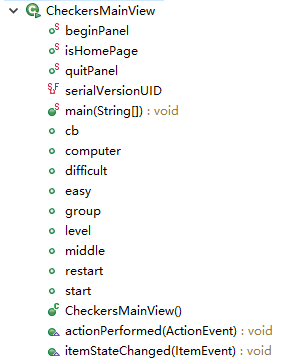 CheckersMainView
beginPanel
isHomePage
quitPanel
serialVersionUID
main(String[]) : void
cb
computer
difficult
easy
group
level
middle
restart
start
CheckersMainView()
actionPerformed(ActionEvent) : void
itemStateChanged(ItemEvent) : void